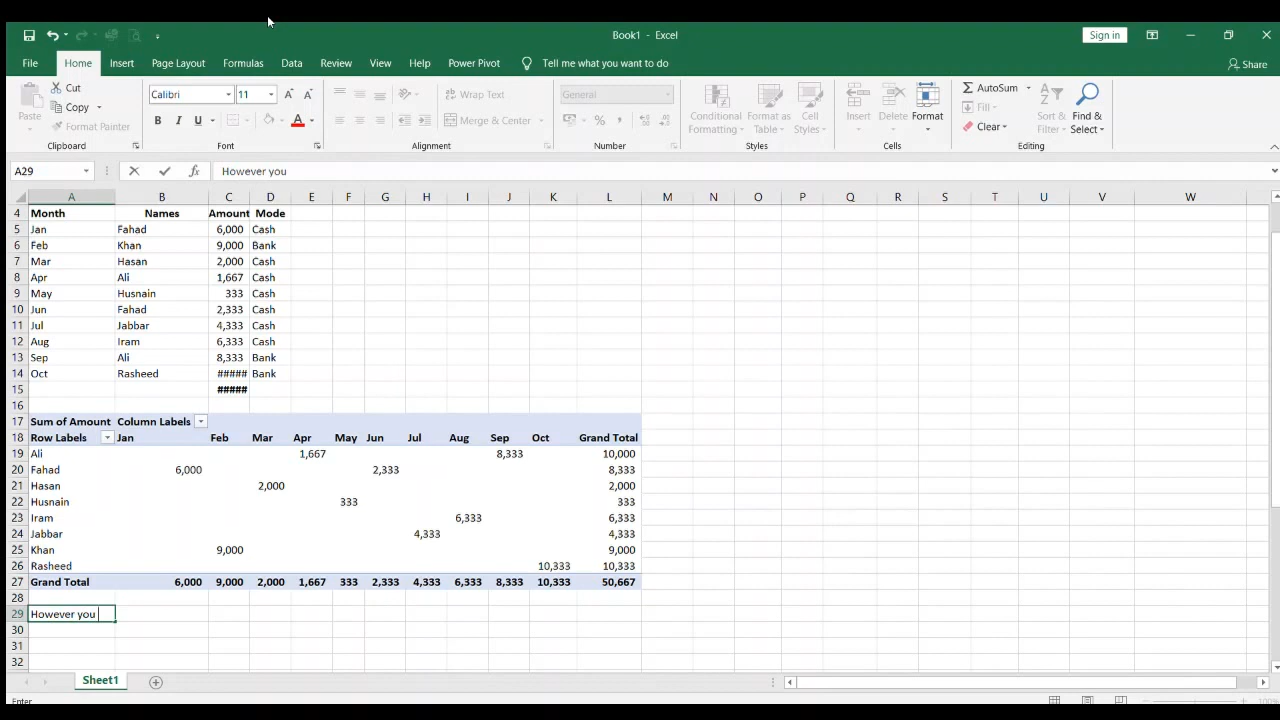 Book1 - Excel
Sign in
File Home Insert Page Layout Formulas Data Review View Help Power Pivot Tell me what you want to do Share
Paste Cut Copy Format Painter Clipboard
Calibri 11 B I U A Font
Wrap Text Merge & Center Alignment
General % , Number
Conditional Formatting Format as Table Cell Styles Styles
Insert Delete Format Cells
AutoSum Fill Clear Sort & Filter Find & Select Editing
A29 fx However you
A B C D E F G H I J K L M N O P Q R S T U V W
4 Month Names Amount Mode
5 Jan Fahad 6,000 Cash
6 Feb Khan 9,000 Bank
7 Mar Hasan 2,000 Cash
8 Apr Ali 1,667 Cash
9 May Husnain 333 Cash
10 Jun Fahad 2,333 Cash
11 Jul Jabbar 4,333 Cash
12 Aug Iram 6,333 Cash
13 Sep Ali 8,333 Bank
14 Oct Rasheed ##### Bank
15 #####
16
17 Sum of Amount Column Labels
18 Row Labels Jan Feb Mar Apr May Jun Jul Aug Sep Oct Grand Total
19 Ali 1,667 8,333 10,000
20 Fahad 6,000 2,333 8,333
21 Hasan 2,000 2,000
22 Husnain 333 333
23 Iram 6,333 6,333
24 Jabbar 4,333 4,333
25 Khan 9,000 9,000
26 Rasheed 10,333 10,333
27 Grand Total 6,000 9,000 2,000 1,667 333 2,333 4,333 6,333 8,333 10,333 50,667
28
29 However you
30
31
32
Sheet1
Enter 100%